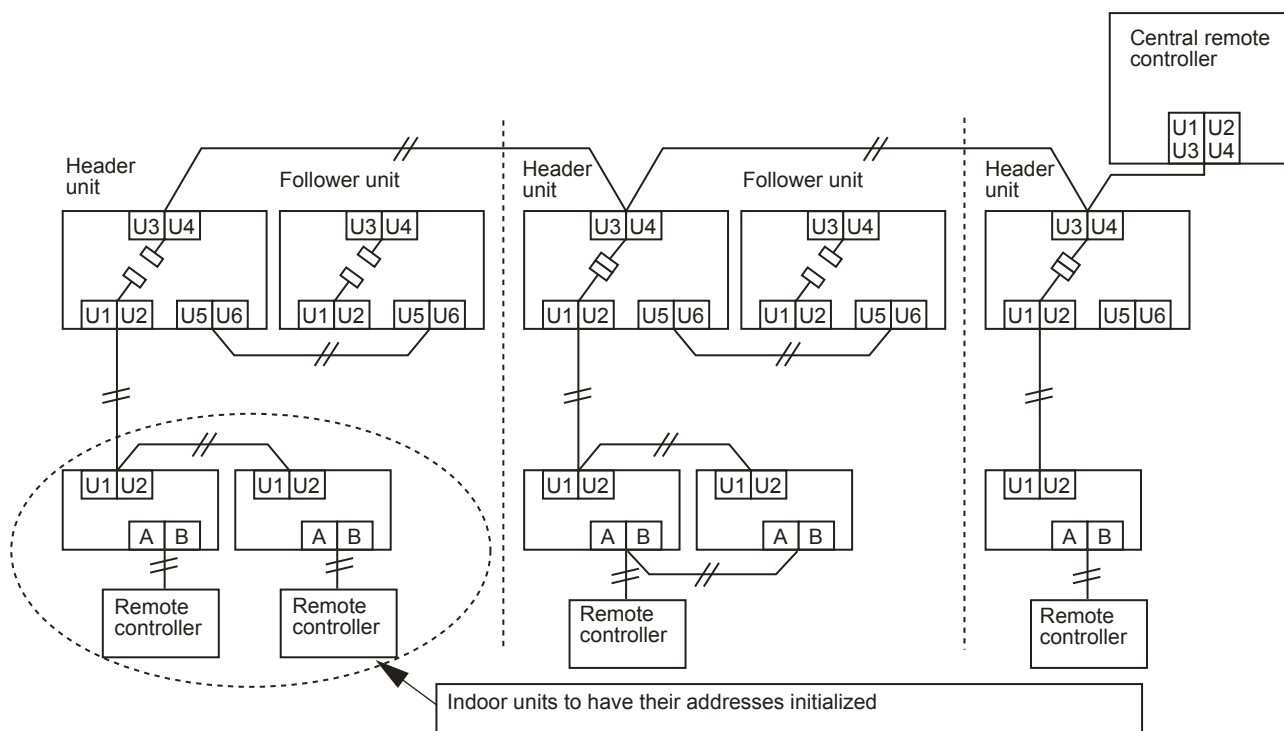 Central remote
controller
U1 U2
U3 U4
Header
unit
Follower unit
Header
unit
Follower unit
Header
unit
U3 U4
U3 U4
U3 U4
U3 U4
U3 U4
U1 U2
U5 U6
U1 U2
U5 U6
U1 U2
U5 U6
U1 U2
U5 U6
U1 U2
U5 U6
U1 U2
U1 U2
U1 U2
U1 U2
U1 U2
A B
A B
A B
A B
A B
Remote
controller
Remote
controller
Remote
controller
Remote
controller
Indoor units to have their addresses initialized